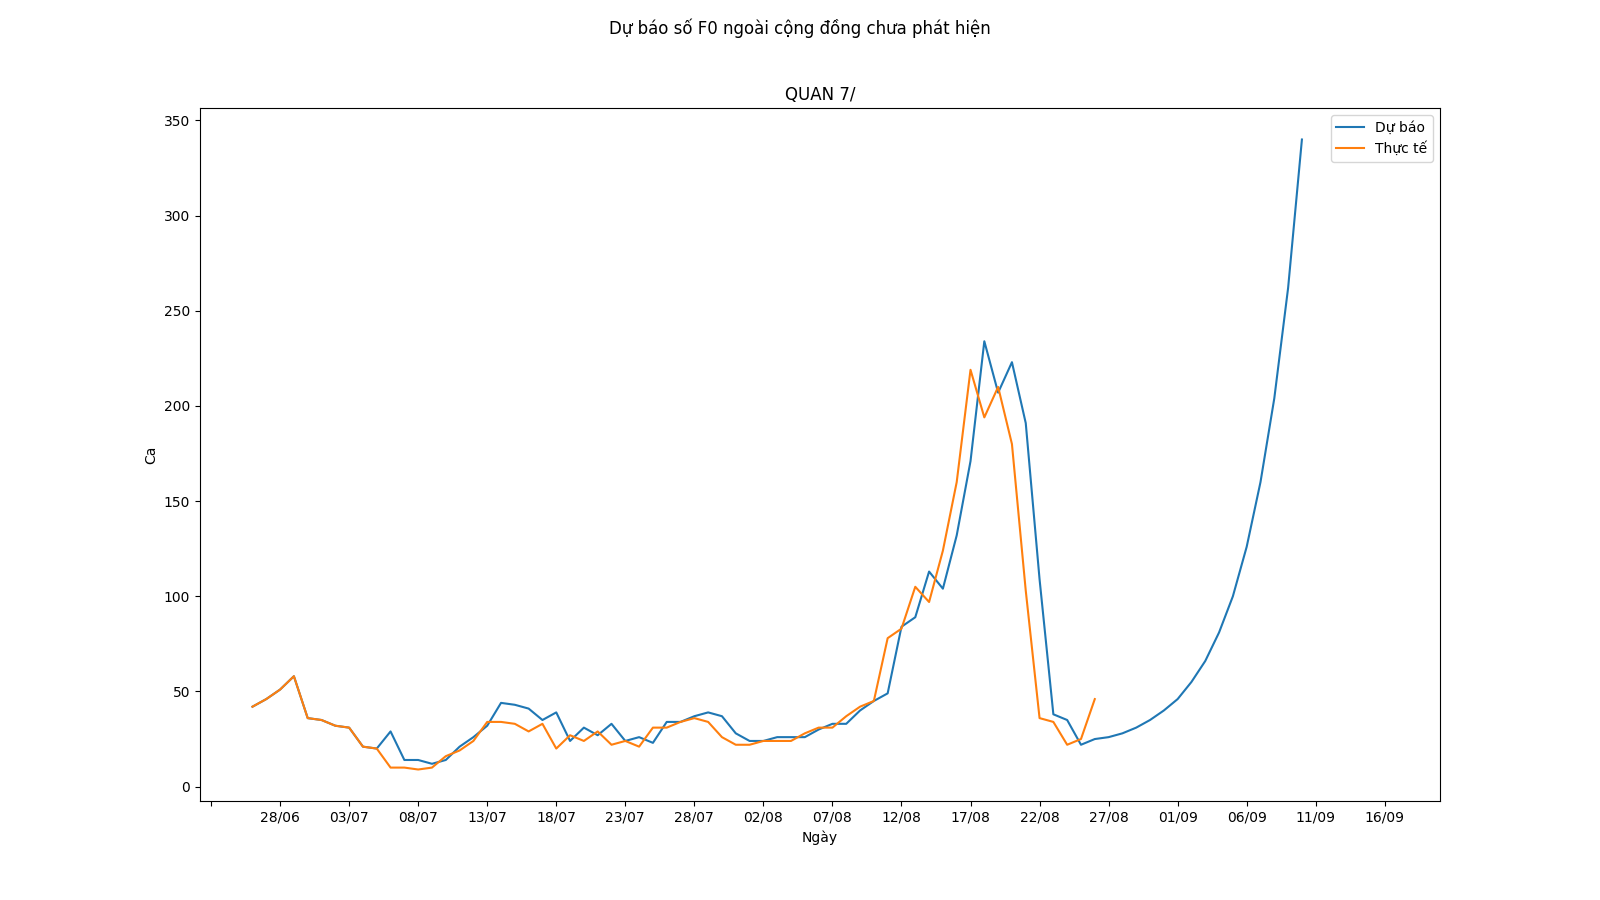 Dự báo số F0 ngoài cộng đồng chưa phát hiện
QUAN 7/
350
300
250
200
150
100
50
0
Ca
Dự báo
Thực tế
28/06 03/07 08/07 13/07 18/07 23/07 28/07 02/08 07/08 12/08 17/08 22/08 27/08 01/09 06/09 11/09 16/09
Ngày